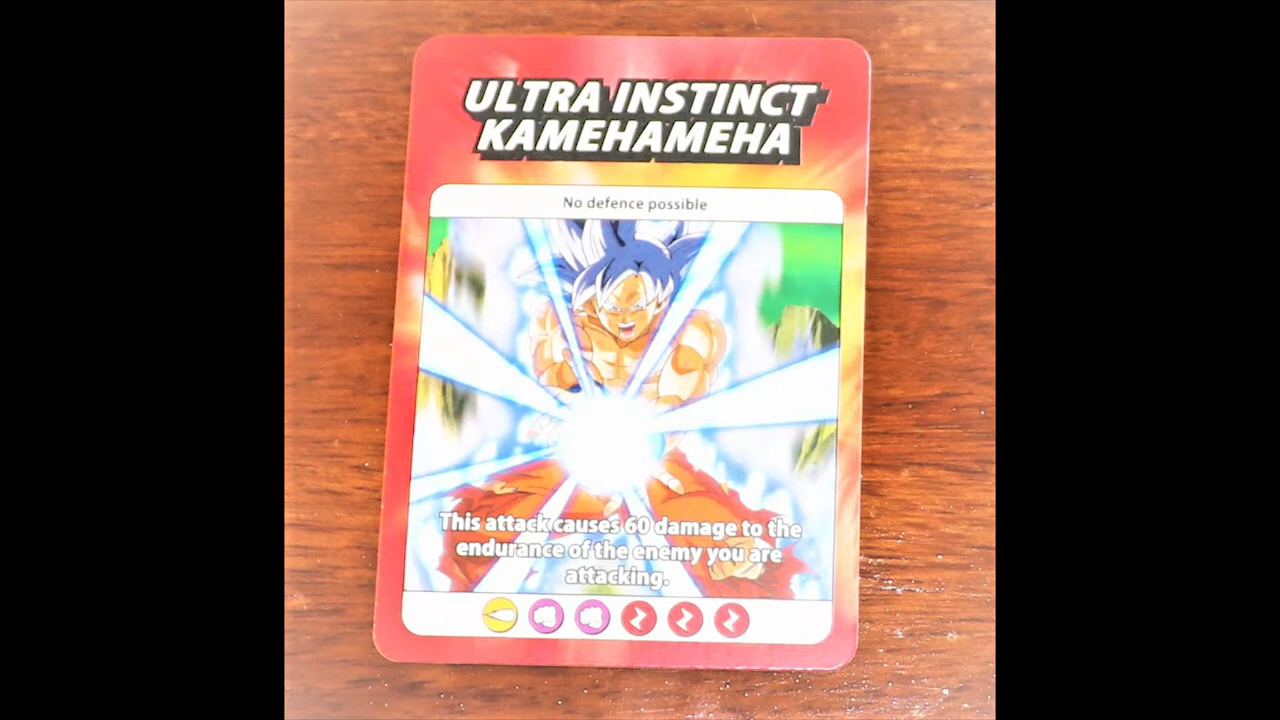 ULTRA INSTINCT
KAMEHAMEHA
No defence possible
This attack causes 60 damage to the
endurance of the enemy you are
attacking.